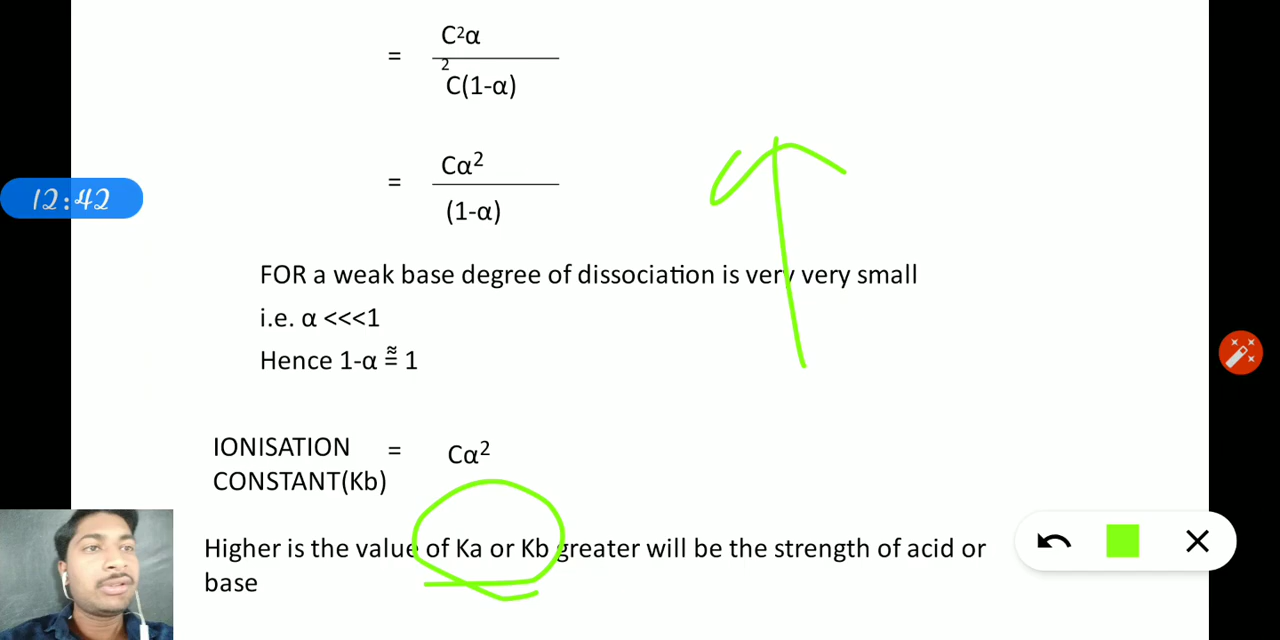 = C²α
2
C(1-α)
= Cα²
(1-α)
12:42
FOR a weak base degree of dissociation is very very small
i.e. α <<<1
Hence 1-α ≅̃ 1
IONISATION = Cα²
CONSTANT(Kb)
Higher is the value of Ka or Kb greater will be the strength of acid or
base